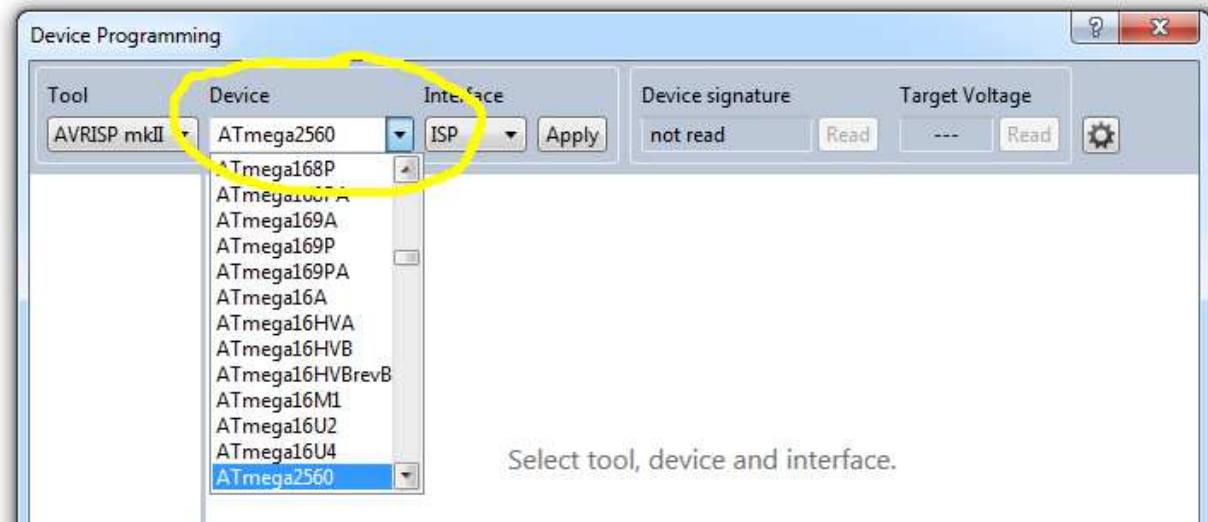 Device Programming
Tool Device Interface Device signature Target Voltage
AVRISP mkII ATmega2560 ISP Apply not read Read --- Read
ATmega168P
ATmega168PA
ATmega169A
ATmega169P
ATmega169PA
ATmega16A
ATmega16HVA
ATmega16HVB
ATmega16HVBrevB
ATmega16M1
ATmega16U2
ATmega16U4
ATmega2560
Select tool, device and interface.